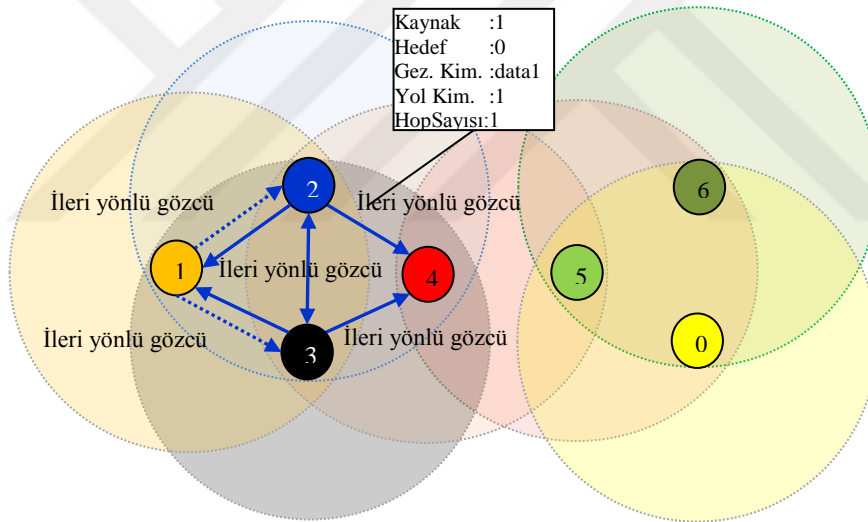 Kaynak :1
Hedef :0
Gez. Kim. :data1
Yol Kim. :1
HopSayısı:1
İleri yönlü gözcü
2
İleri yönlü gözcü
6
1
İleri yönlü gözcü
4
5
İleri yönlü gözcü
3
İleri yönlü gözcü
0